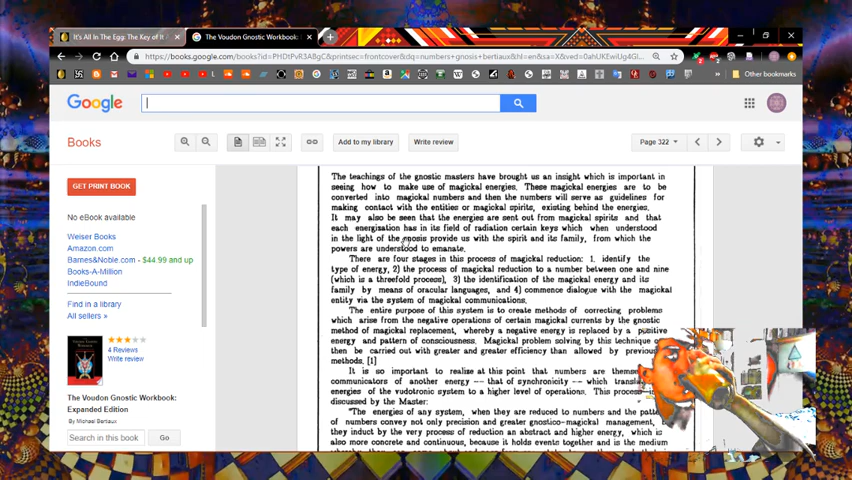 It's All In The Egg: The Key of It
The Voudon Gnostic Workbook:
https://books.google.com/books?id=
Other bookmarks
Google
Books
Add to my library
Write review
Page 322
GET PRINT BOOK
No eBook available
Weiser Books
Amazon.com
Barnes&Noble.com - $44.99 and up
Books-A-Million
IndieBound
Find in a library
All sellers »
4 Reviews
Write review
The Voudon Gnostic Workbook:
Expanded Edition
By Michael Bertiaux
Search in this book
Go
The teachings of the gnostic masters have brought us an insight which is important in
seeing how to make use of magickal energies. These magickal energies are to be
converted into magickal numbers and then the numbers will serve as guidelines for
making contact with the entities or magickal spirits, existing behind the energies.
It may also be seen that the energies are sent out from magickal spirits and that
each energization has in its field of radiation certain keys which when understood
in the light of the gnosis provide us with the spirit and its family, from which the
powers are understood to emanate.
There are four stages in this process of magickal reduction: 1. identify the
type of energy, 2) the process of magickal reduction to a number between one and nine
(which is a threefold process), 3) the identification of the magickal energy and its
family by means of oracular languages, and 4) commence dialogue with the magickal
entity via the system of magickal communications.
The entire purpose of this system is to create methods of correcting problems
which arise from the negative operations of certain magickal currents by the gnostic
method of magickal replacement, whereby a negative energy is replaced by a positive
energy and pattern of consciousness. Magickal problem solving by this technique
then be carried out with greater and greater efficiency than allowed by previous
methods. [1]
It is so important to realise at this point that numbers are
communicators of another energy -- that of synchronicity -- which
energies of the vudotronic system to a higher level of operations. This process
discussed by the Master:
"The energies of any system, when they are reduced to numbers and the
of numbers convey not only precision and greater gnostico-magickal management,
they induct by the very process of reduction an abstract and higher energy, which is
also more concrete and continuous, because it holds events together and is the medium